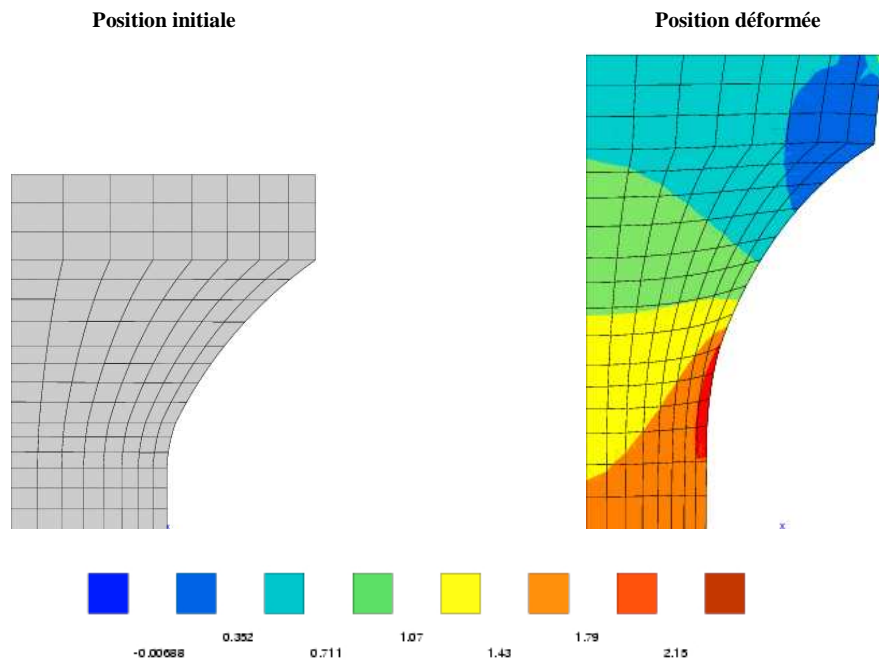 Position initiale
Position déformée
x
x
0.352 1.07 1.79
-0.00688 0.711 1.43 2.15